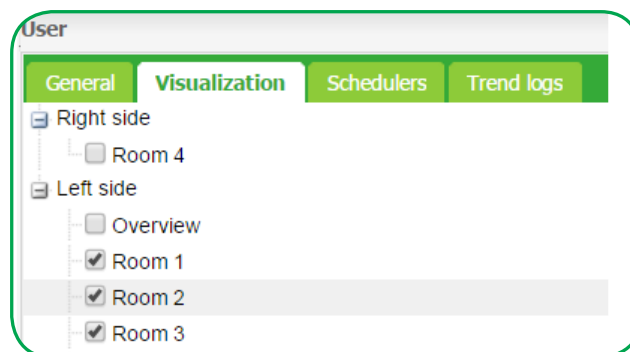 User
General Visualization Schedulers Trend logs
Right side
Room 4
Left side
Overview
Room 1
Room 2
Room 3